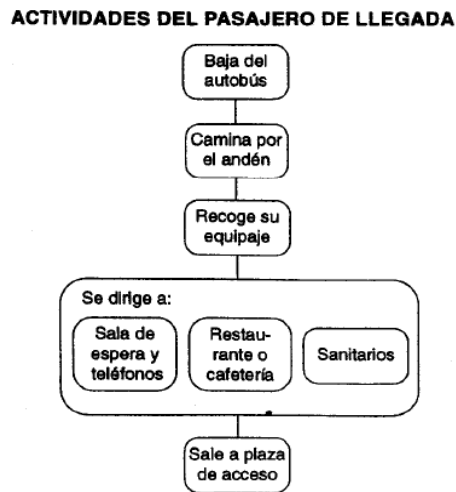 ACTIVIDADES DEL PASAJERO DE LLEGADA
Baja del
autobús
Camina por
el andén
Recoge su
equipaje
Se dirige a:
Sala de
espera y
teléfonos
Restau-
rante o
cafetería
Sanitarios
Sale a plaza
de acceso